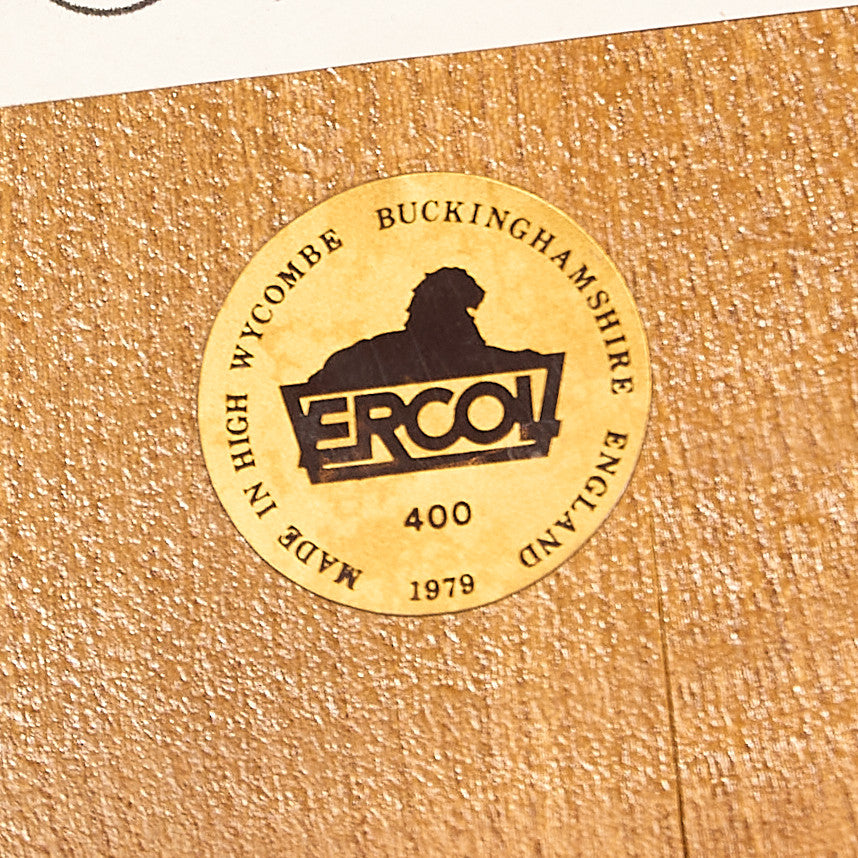 MADE IN HIGH WYCOMBE BUCKINGHAMSHIRE ENGLAND
ERCOL
400
1979